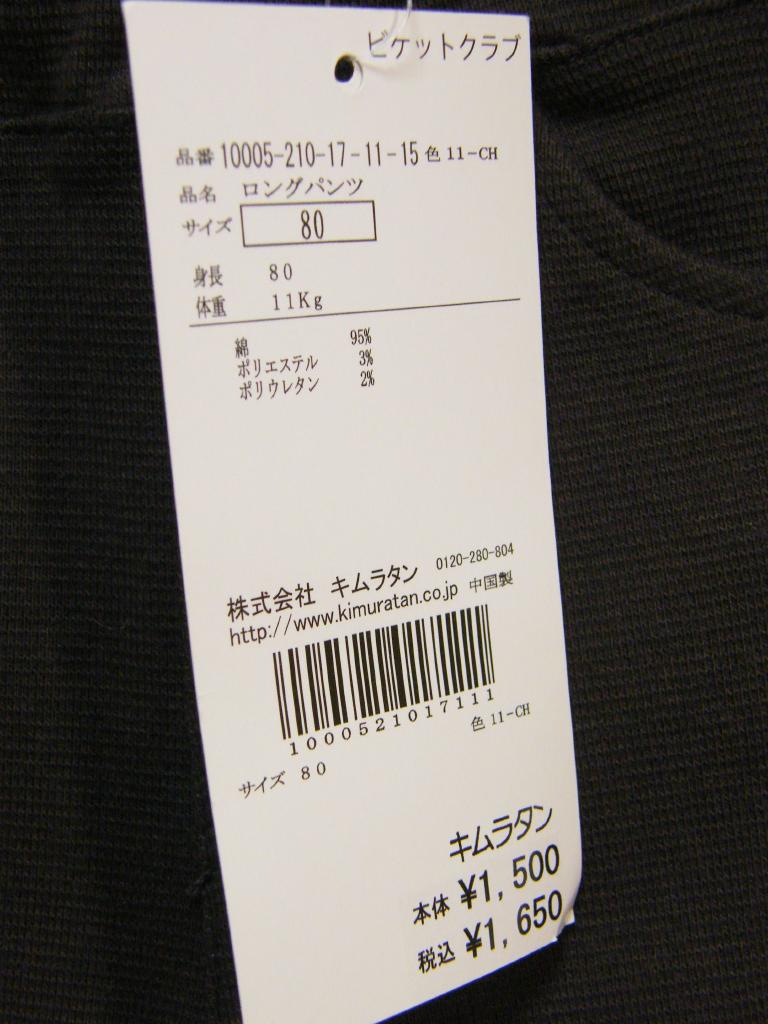 ビケットクラブ
品番 10005-210-17-11-15 色 11-CH
品名 ロングパンツ
サイズ 80
身長 80
体重 11Kg
綿 95%
ポリエステル 3%
ポリウレタン 2%
株式会社 キムラタン 0120-280-804
http://www.kimuratan.co.jp 中国製
1000521017111
色 11-CH
サイズ 80
キムラタン
本体 ¥1,500
税込 ¥1,650